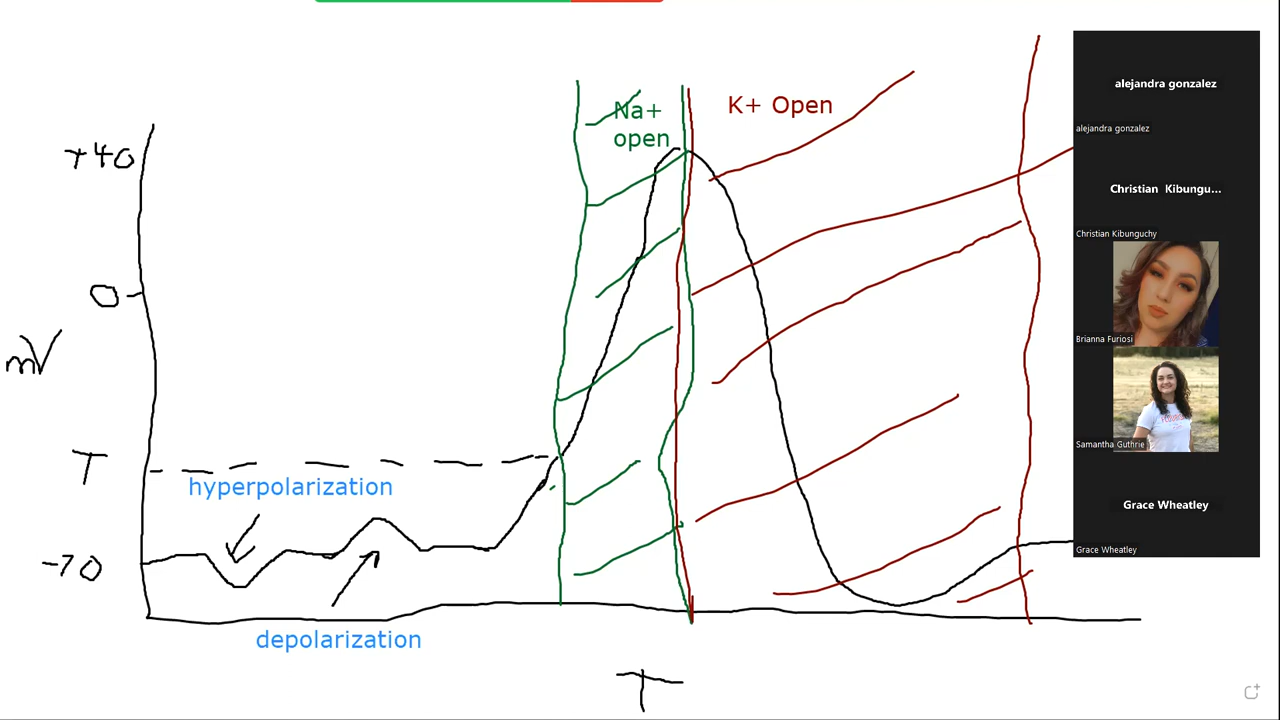 Na+
open
K+ Open
+40
0
mV
T
hyperpolarization
-70
depolarization
T
alejandra gonzalez
alejandra gonzalez
Christian Kibungu...
Christian Kibunguchy
Brianna Furiosi
Samantha Guthrie
Grace Wheatley
Grace Wheatley